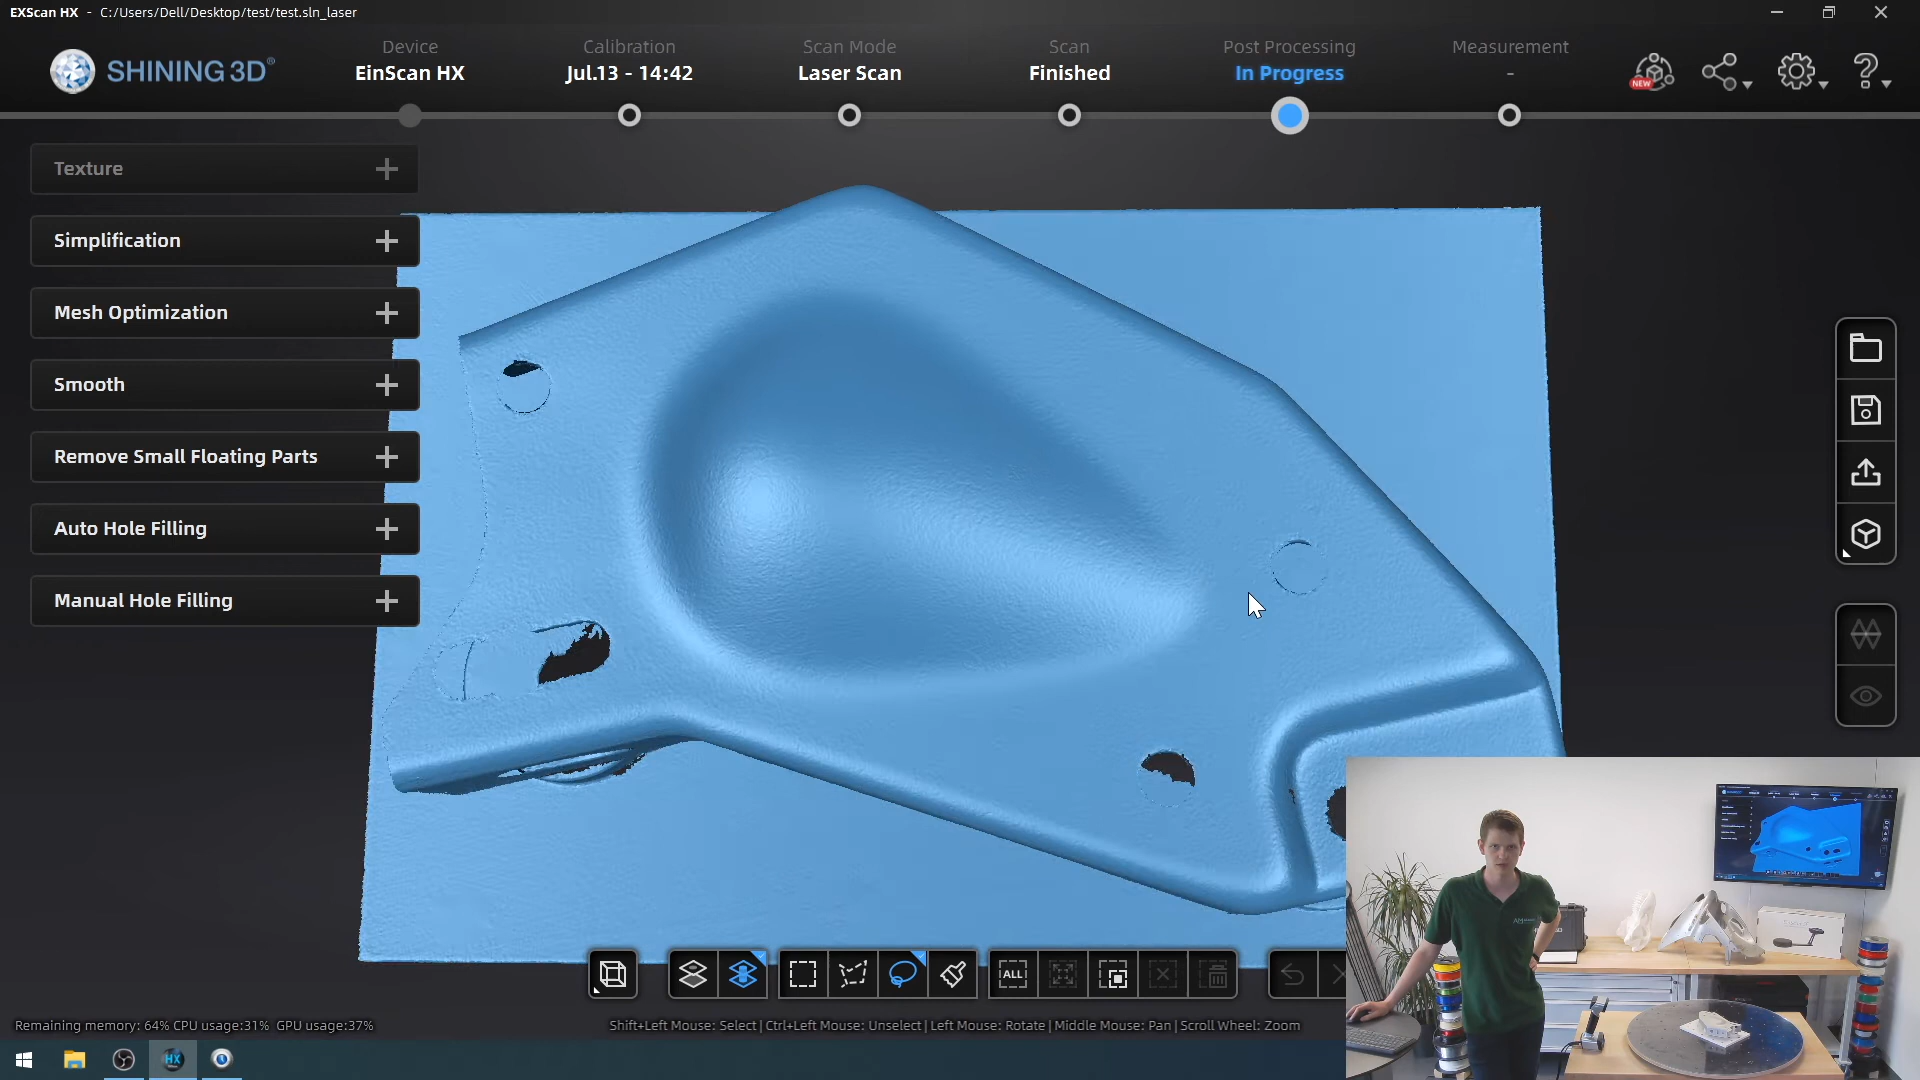 EXScan HX - C:/Users/Dell/Desktop/test/test.sln_laser
SHINING 3D®
Device
EinScan HX
Calibration
Jul.13 - 14:42
Scan Mode
Laser Scan
Scan
Finished
Post Processing
In Progress
Measurement
-
NEW
Texture
Simplification
Mesh Optimization
Smooth
Remove Small Floating Parts
Auto Hole Filling
Manual Hole Filling
ALL
Remaining memory: 64% CPU usage:31% GPU usage:37%
Shift+Left Mouse: Select | Ctrl+Left Mouse: Unselect | Left Mouse: Rotate | Middle Mouse: Pan | Scroll Wheel: Zoom
HX